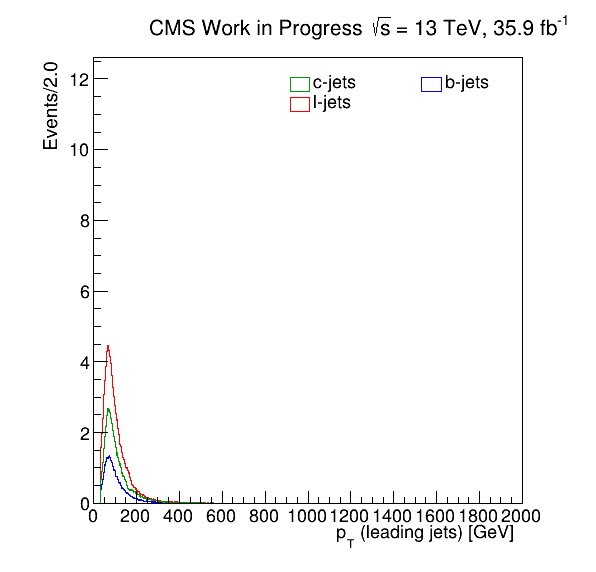 CMS Work in Progress √s = 13 TeV, 35.9 fb⁻¹
Events/2.0
c-jets
b-jets
l-jets
12
10
8
6
4
2
0
0 200 400 600 800 1000 1200 1400 1600 1800 2000
p_T (leading jets) [GeV]